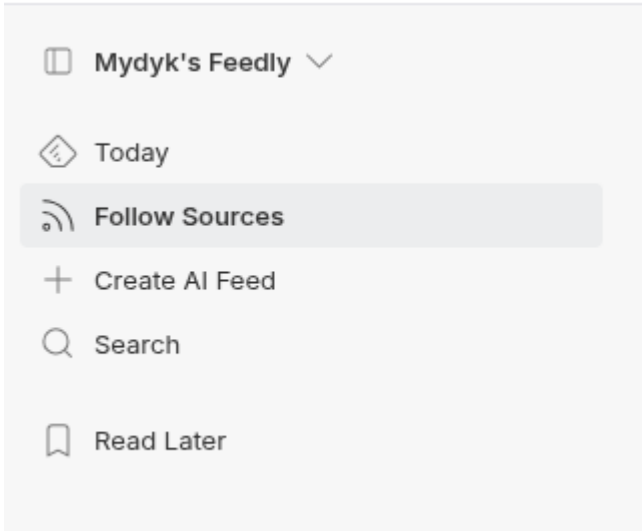 Mydyk's Feedly
Today
Follow Sources
Create AI Feed
Search
Read Later